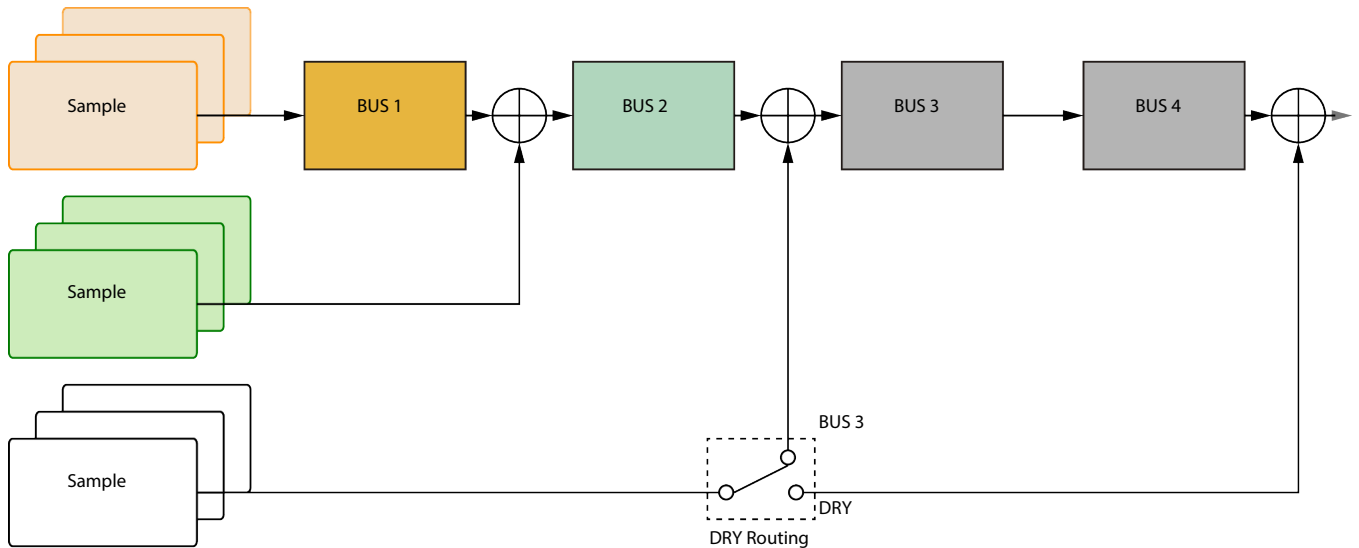 Sample
BUS 1
BUS 2
BUS 3
BUS 4
Sample
Sample
BUS 3
DRY
DRY Routing